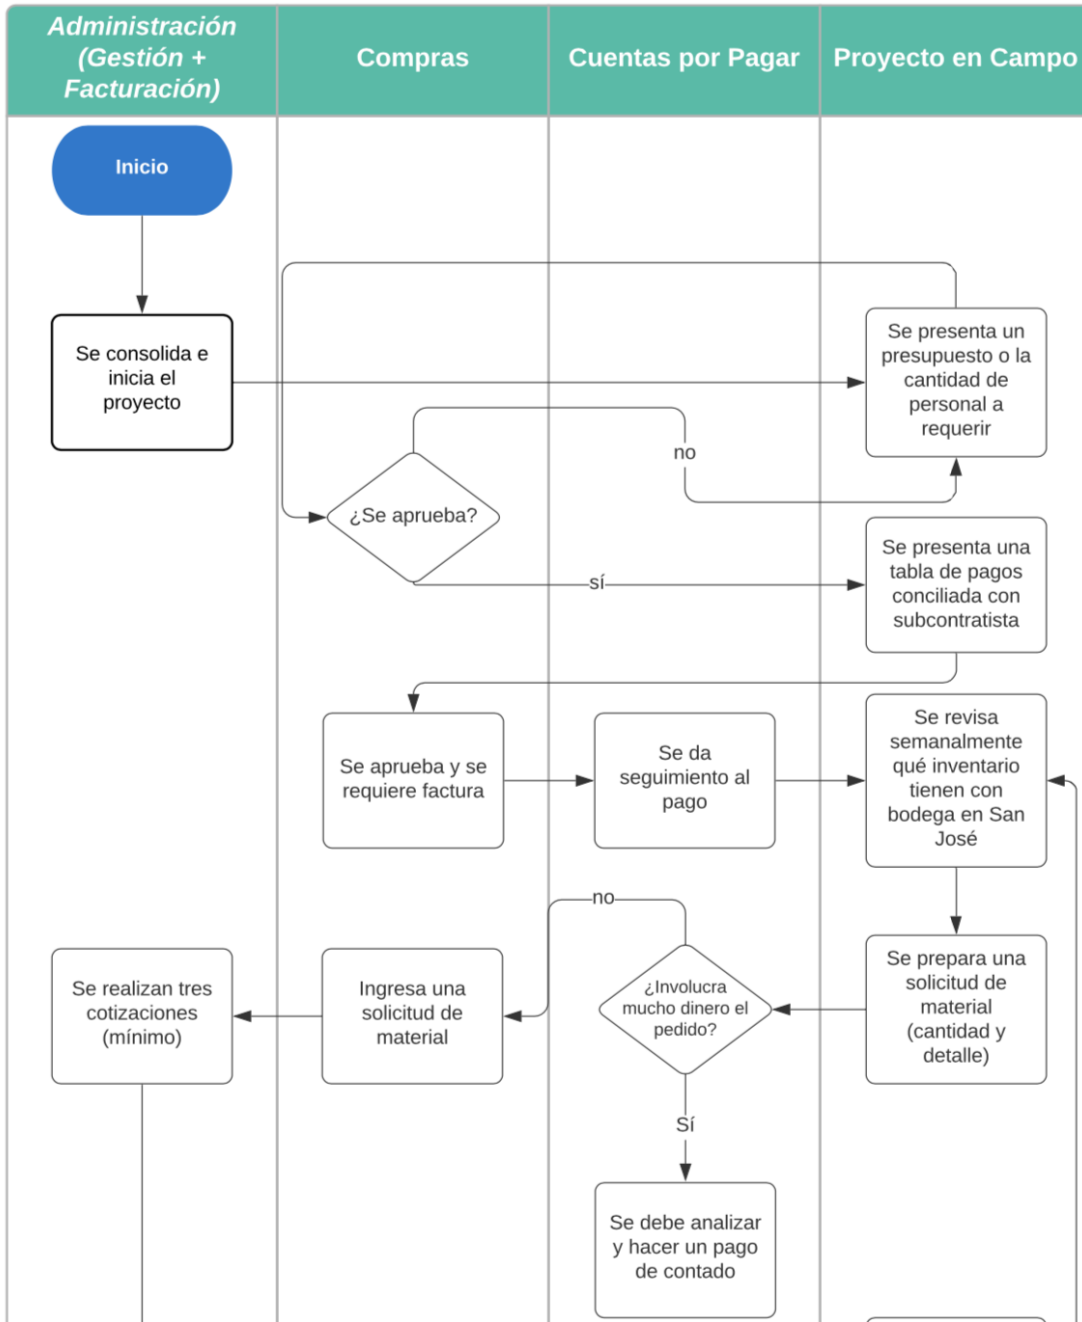 Administración
(Gestión +
Facturación)
Compras
Cuentas por Pagar
Proyecto en Campo
Inicio
Se consolida e
inicia el
proyecto
Se presenta un
presupuesto o la
cantidad de
personal a
requerir
no
¿Se aprueba?
sí
Se presenta una
tabla de pagos
conciliada con
subcontratista
Se aprueba y se
requiere factura
Se da
seguimiento al
pago
Se revisa
semanalmente
qué inventario
tienen con
bodega en San
José
no
Se realizan tres
cotizaciones
(mínimo)
Ingresa una
solicitud de
material
¿Involucra
mucho dinero el
pedido?
Se prepara una
solicitud de
material
(cantidad y
detalle)
Sí
Se debe analizar
y hacer un pago
de contado